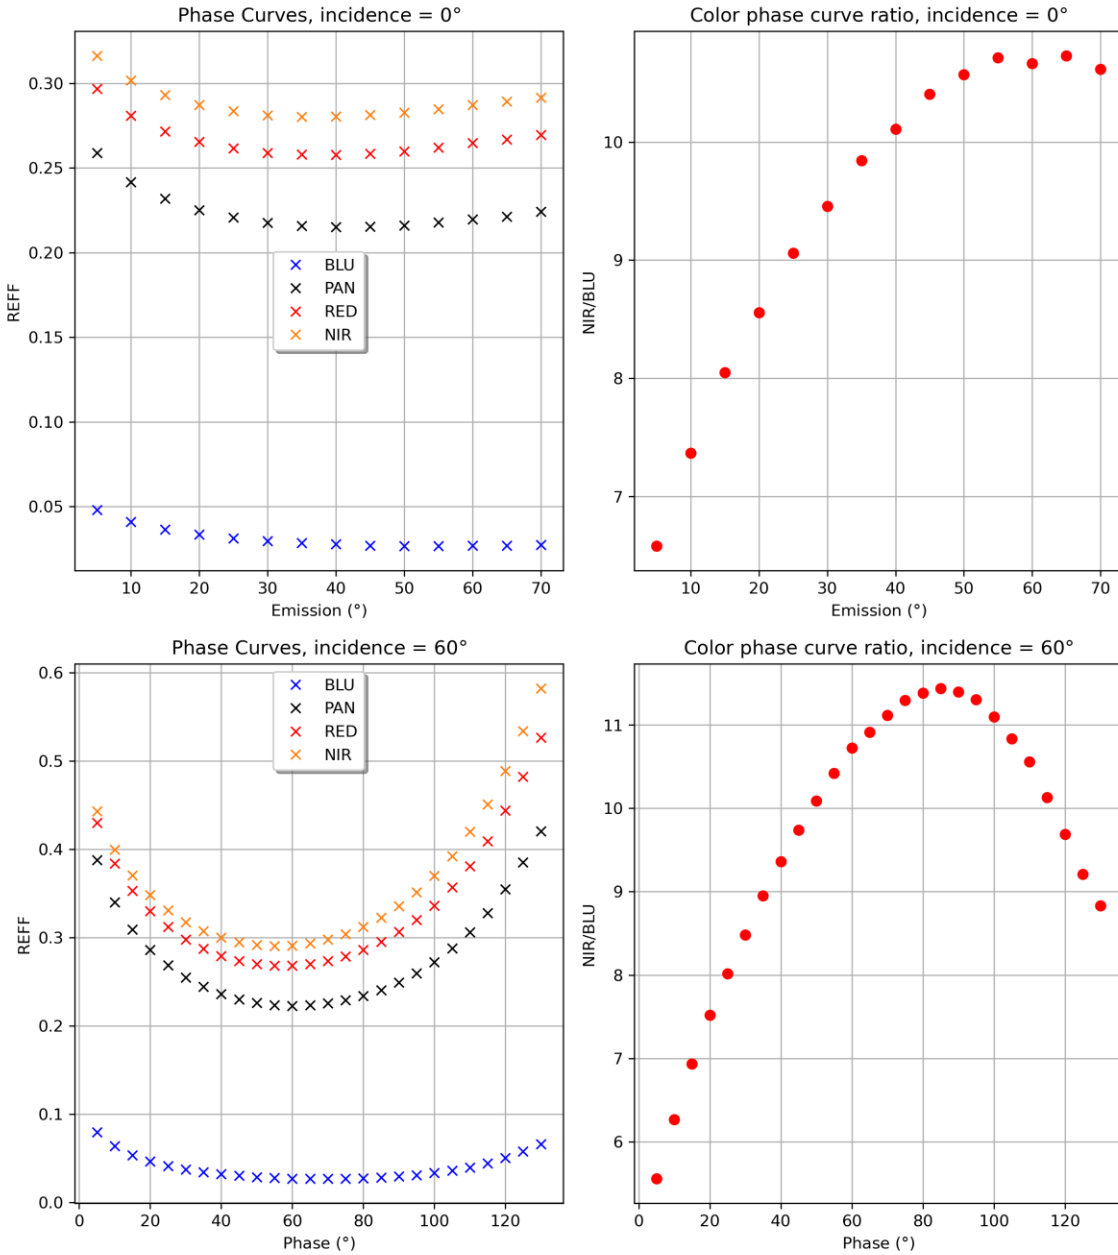 Phase Curves, incidence = 0°
REFF
0.30
0.25
0.20
0.15
0.10
0.05
BLU
PAN
RED
NIR
10 20 30 40 50 60 70
Emission (°)
Color phase curve ratio, incidence = 0°
NIR/BLU
10
9
8
7
10 20 30 40 50 60 70
Emission (°)
Phase Curves, incidence = 60°
REFF
0.6
0.5
0.4
0.3
0.2
0.1
0.0
BLU
PAN
RED
NIR
0 20 40 60 80 100 120
Phase (°)
Color phase curve ratio, incidence = 60°
NIR/BLU
11
10
9
8
7
6
0 20 40 60 80 100 120
Phase (°)